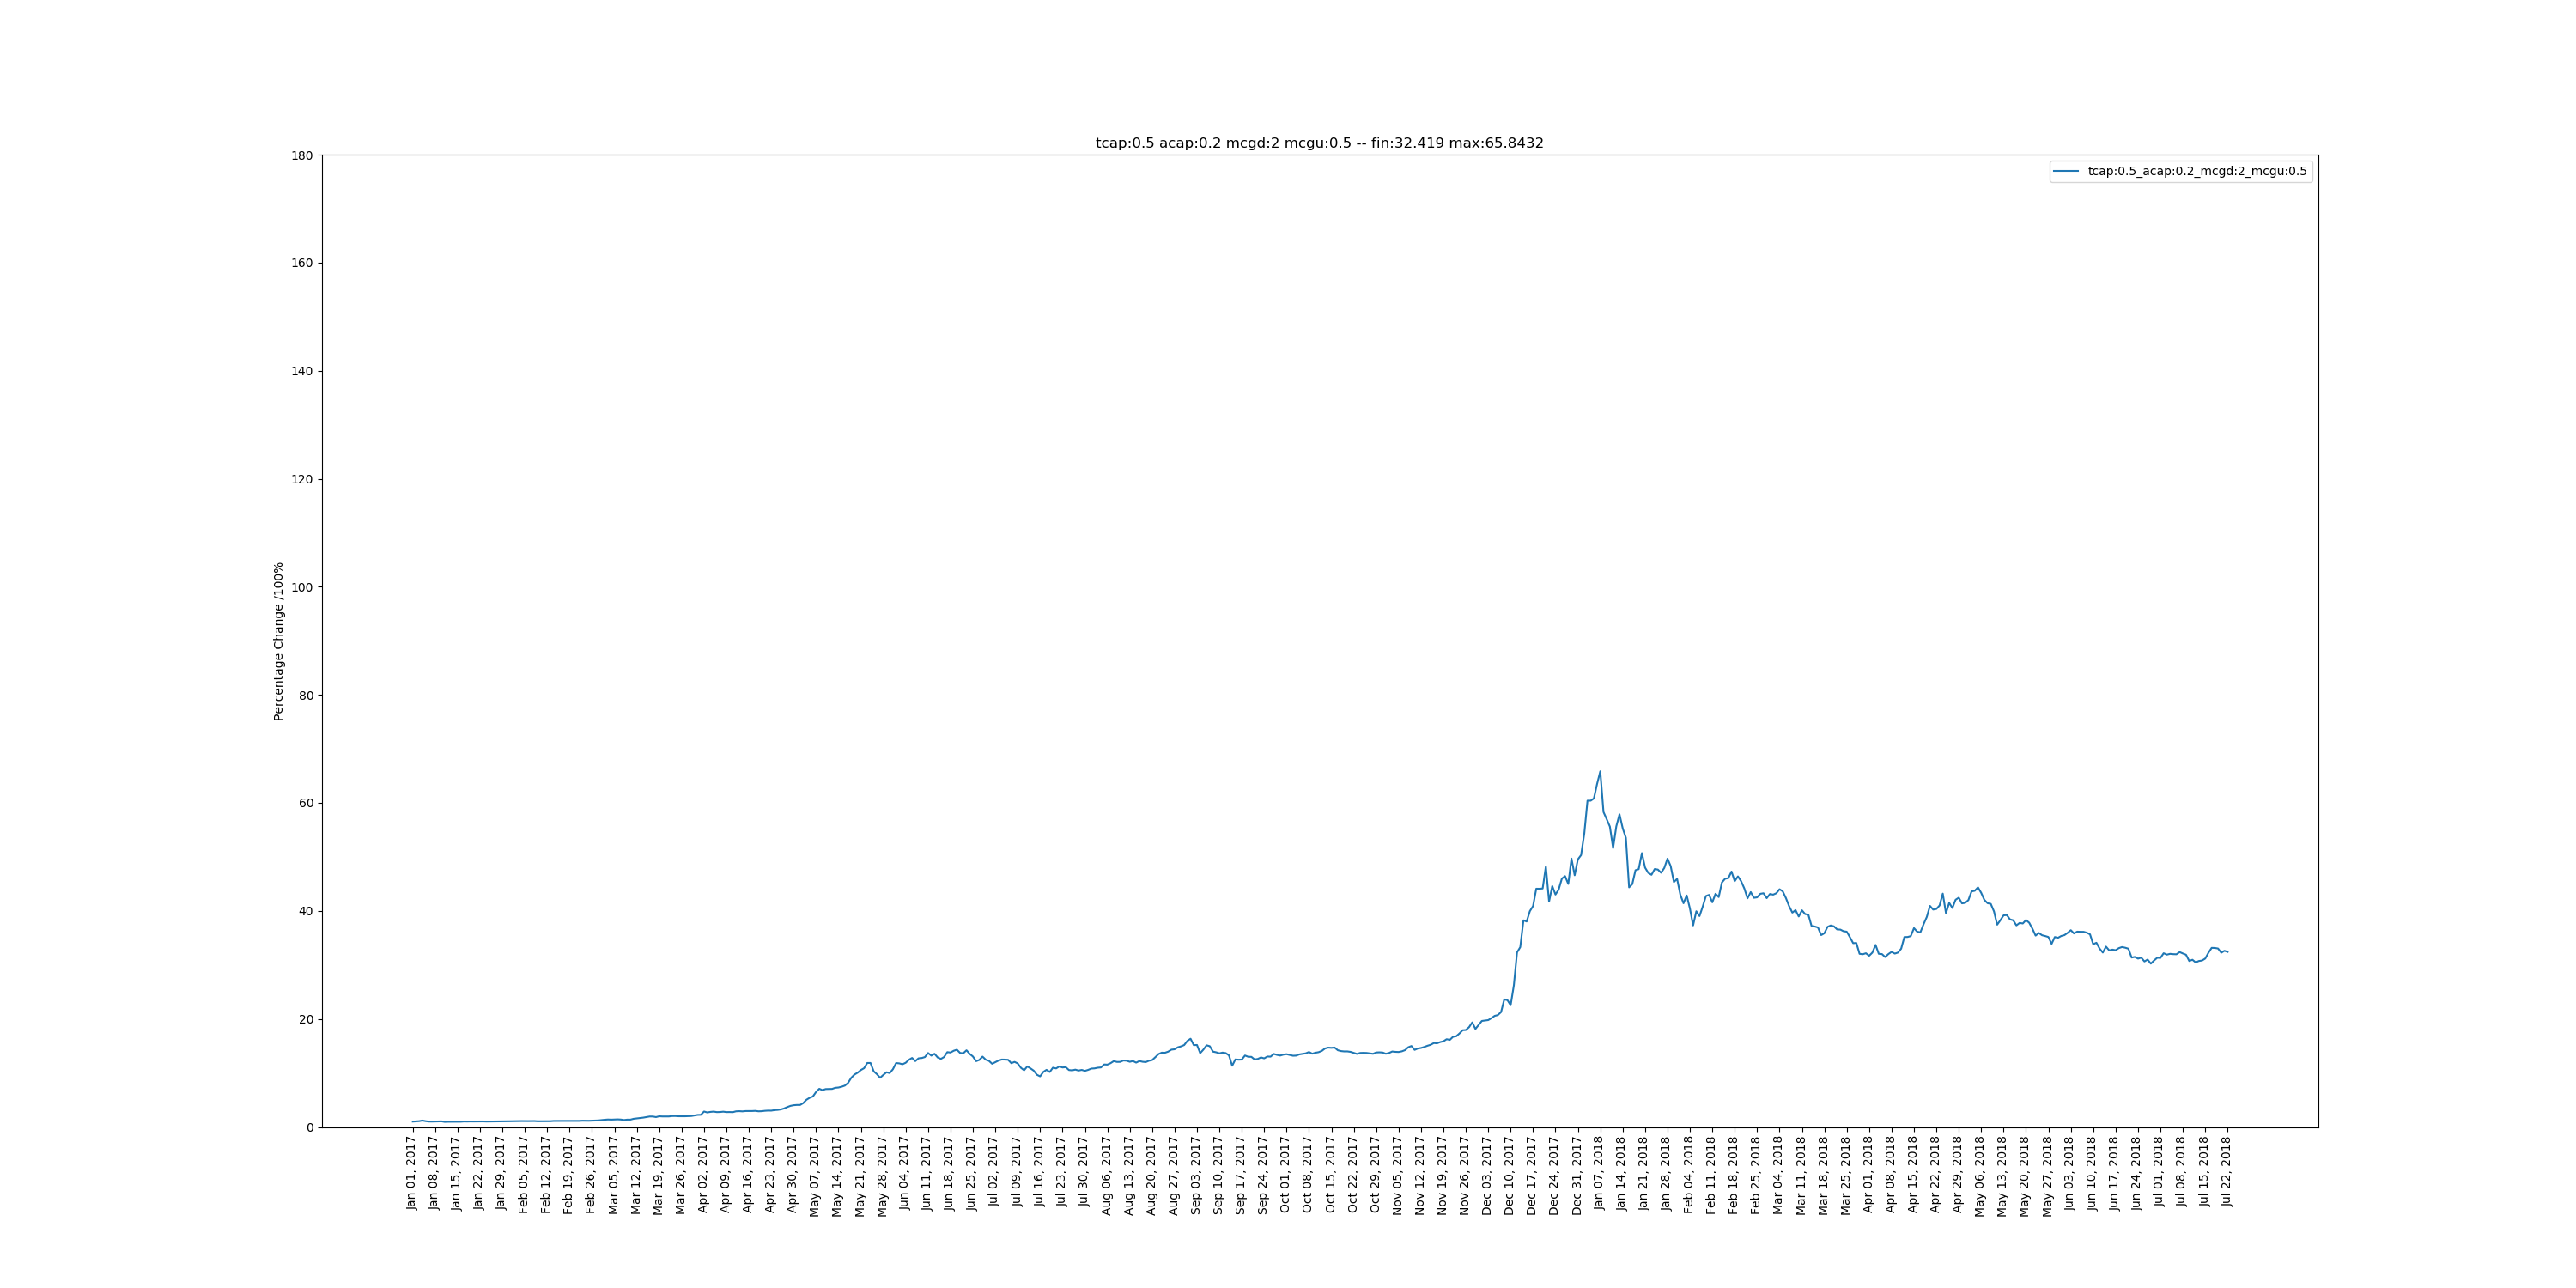 tcap:0.5 acap:0.2 mcgd:2 mcgu:0.5 -- fin:32.419 max:65.8432
tcap:0.5_acap:0.2_mcgd:2_mcgu:0.5
Percentage Change /100%
180
160
140
120
100
80
60
40
20
0
Jan 01, 2017
Jan 08, 2017
Jan 15, 2017
Jan 22, 2017
Jan 29, 2017
Feb 05, 2017
Feb 12, 2017
Feb 19, 2017
Feb 26, 2017
Mar 05, 2017
Mar 12, 2017
Mar 19, 2017
Mar 26, 2017
Apr 02, 2017
Apr 09, 2017
Apr 16, 2017
Apr 23, 2017
Apr 30, 2017
May 07, 2017
May 14, 2017
May 21, 2017
May 28, 2017
Jun 04, 2017
Jun 11, 2017
Jun 18, 2017
Jun 25, 2017
Jul 02, 2017
Jul 09, 2017
Jul 16, 2017
Jul 23, 2017
Jul 30, 2017
Aug 06, 2017
Aug 13, 2017
Aug 20, 2017
Aug 27, 2017
Sep 03, 2017
Sep 10, 2017
Sep 17, 2017
Sep 24, 2017
Oct 01, 2017
Oct 08, 2017
Oct 15, 2017
Oct 22, 2017
Oct 29, 2017
Nov 05, 2017
Nov 12, 2017
Nov 19, 2017
Nov 26, 2017
Dec 03, 2017
Dec 10, 2017
Dec 17, 2017
Dec 24, 2017
Dec 31, 2017
Jan 07, 2018
Jan 14, 2018
Jan 21, 2018
Jan 28, 2018
Feb 04, 2018
Feb 11, 2018
Feb 18, 2018
Feb 25, 2018
Mar 04, 2018
Mar 11, 2018
Mar 18, 2018
Mar 25, 2018
Apr 01, 2018
Apr 08, 2018
Apr 15, 2018
Apr 22, 2018
Apr 29, 2018
May 06, 2018
May 13, 2018
May 20, 2018
May 27, 2018
Jun 03, 2018
Jun 10, 2018
Jun 17, 2018
Jun 24, 2018
Jul 01, 2018
Jul 08, 2018
Jul 15, 2018
Jul 22, 2018